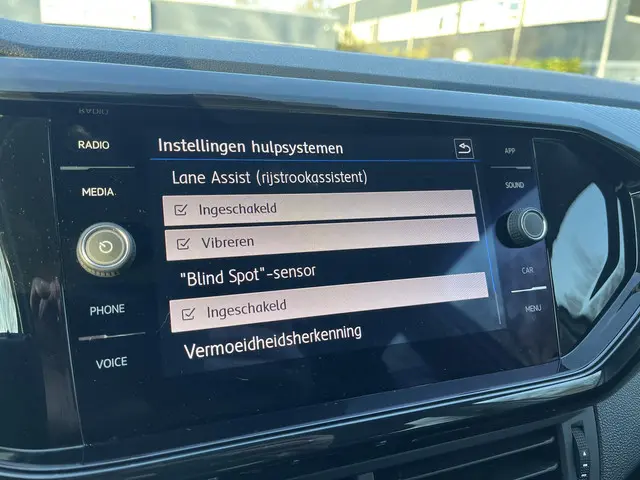 RADIO
MEDIA
PHONE
VOICE
Instellingen hulpsystemen
Lane Assist (rijstrookassistent)
Ingeschakeld
Vibreren
"Blind Spot"-sensor
Ingeschakeld
Vermoeidheidsherkenning
APP
SOUND
CAR
MENU